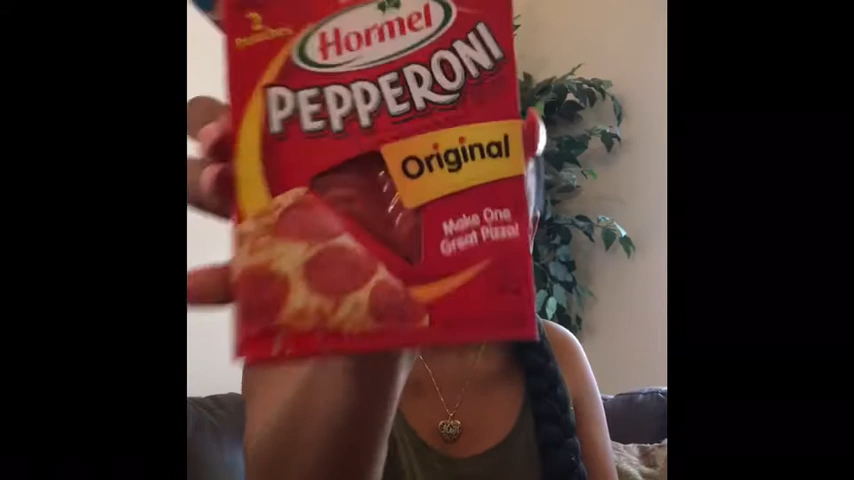 Hormel
PEPPERONI
Original
Make One
Great Pizza!